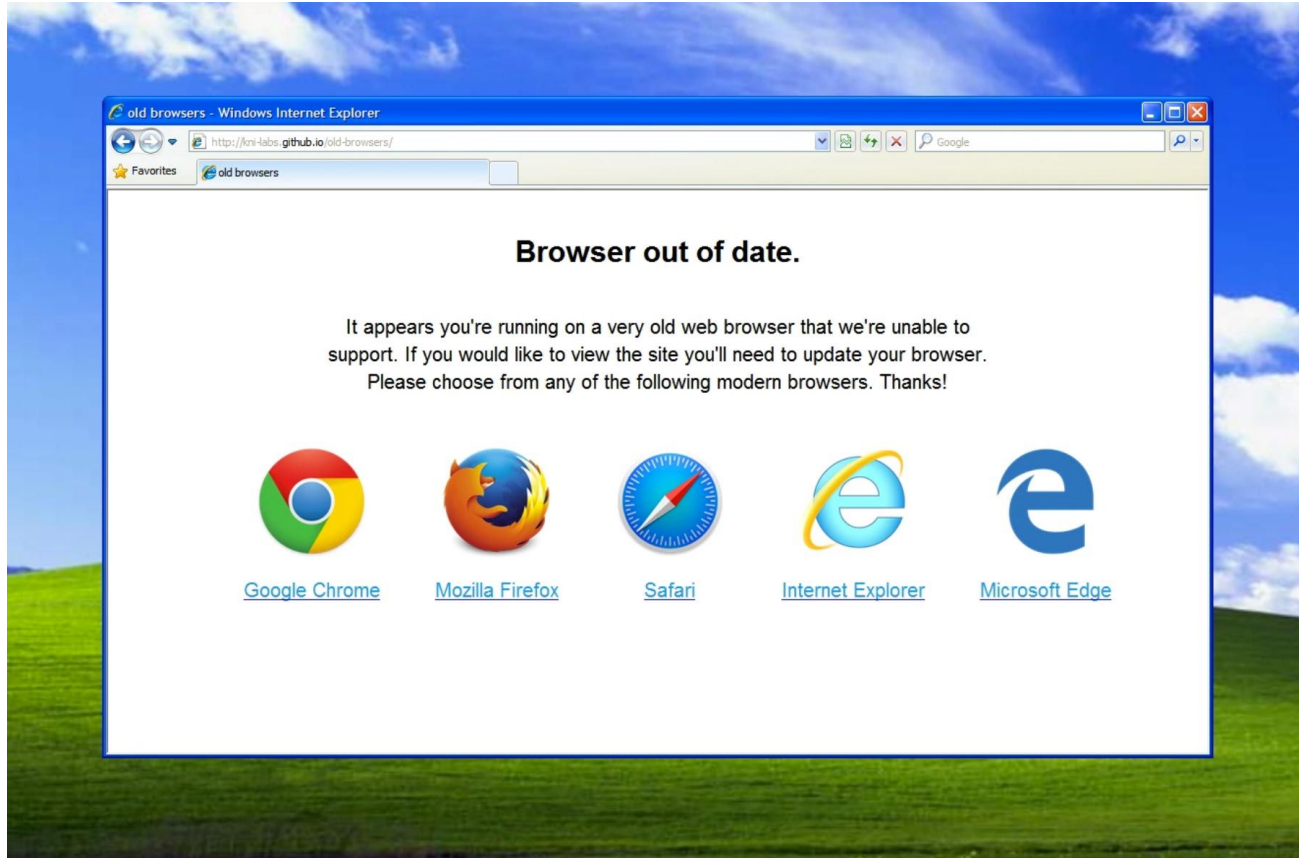 old browsers - Windows Internet Explorer
http://kni-labs.github.io/old-browsers/
Google
Favorites
old browsers
Browser out of date.
It appears you're running on a very old web browser that we're unable to
support. If you would like to view the site you'll need to update your browser.
Please choose from any of the following modern browsers. Thanks!
Google Chrome
Mozilla Firefox
Safari
Internet Explorer
Microsoft Edge